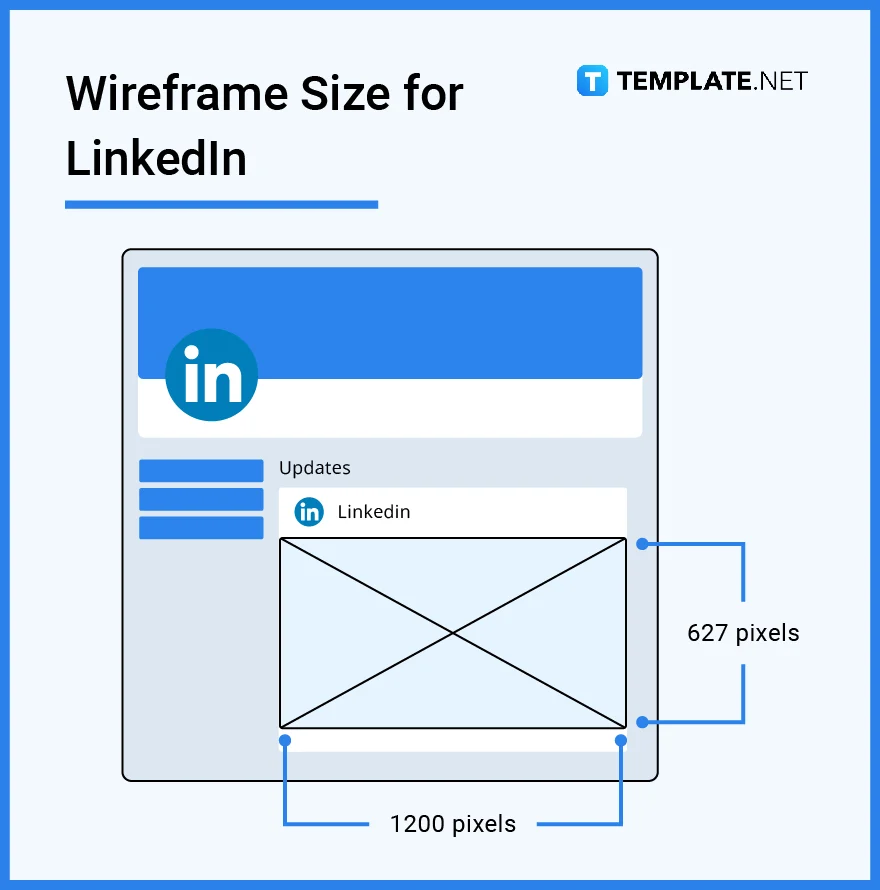 Wireframe Size for
LinkedIn
T TEMPLATE.NET
in
Updates
in Linkedin
627 pixels
1200 pixels